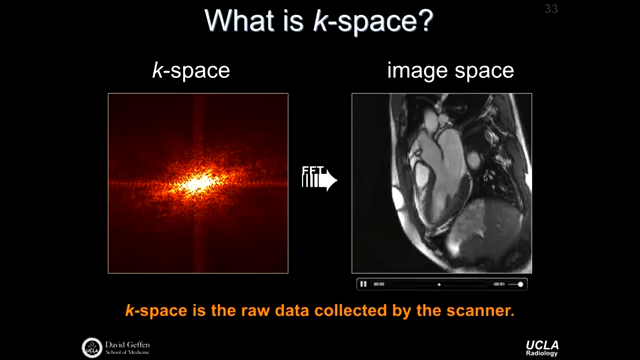 33
What is k-space?
k-space
image space
FFT
k-space is the raw data collected by the scanner.
UCLA
David Geffen
School of Medicine
UCLA
Radiology